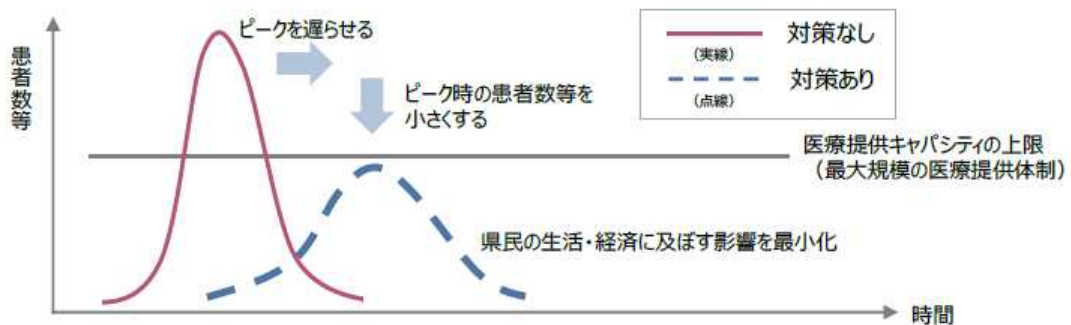 ピークを遅らせる
患者数等
ピーク時の患者数等を
小さくする
対策なし
(実線)
対策あり
(点線)
医療提供キャパシティの上限
(最大規模の医療提供体制)
県民の生活・経済に及ぼす影響を最小化
時間